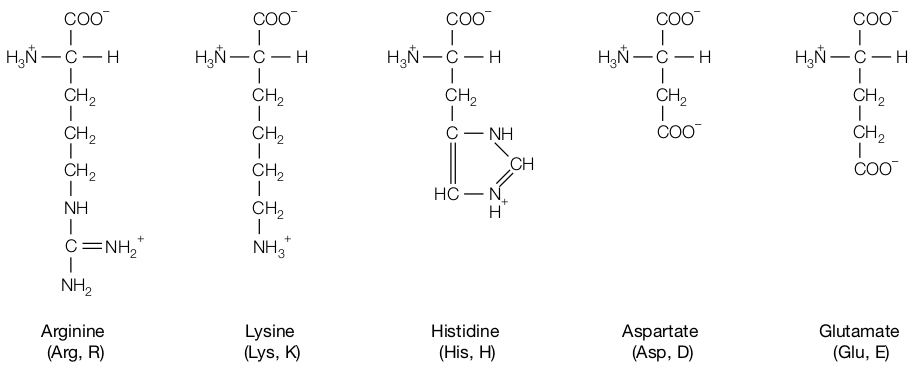 COO⁻ COO⁻ COO⁻ COO⁻ COO⁻
H₃N⁺ — C — H H₃N⁺ — C — H H₃N⁺ — C — H H₃N⁺ — C — H H₃N⁺ — C — H
CH₂ CH₂ CH₂ CH₂ CH₂
CH₂ CH₂ C — NH COO⁻ CH₂
CH
CH₂ CH₂ HC — N H⁺ COO⁻
NH CH₂
C = NH₂⁺ NH₃⁺
NH₂
Arginine Lysine Histidine Aspartate Glutamate
(Arg, R) (Lys, K) (His, H) (Asp, D) (Glu, E)